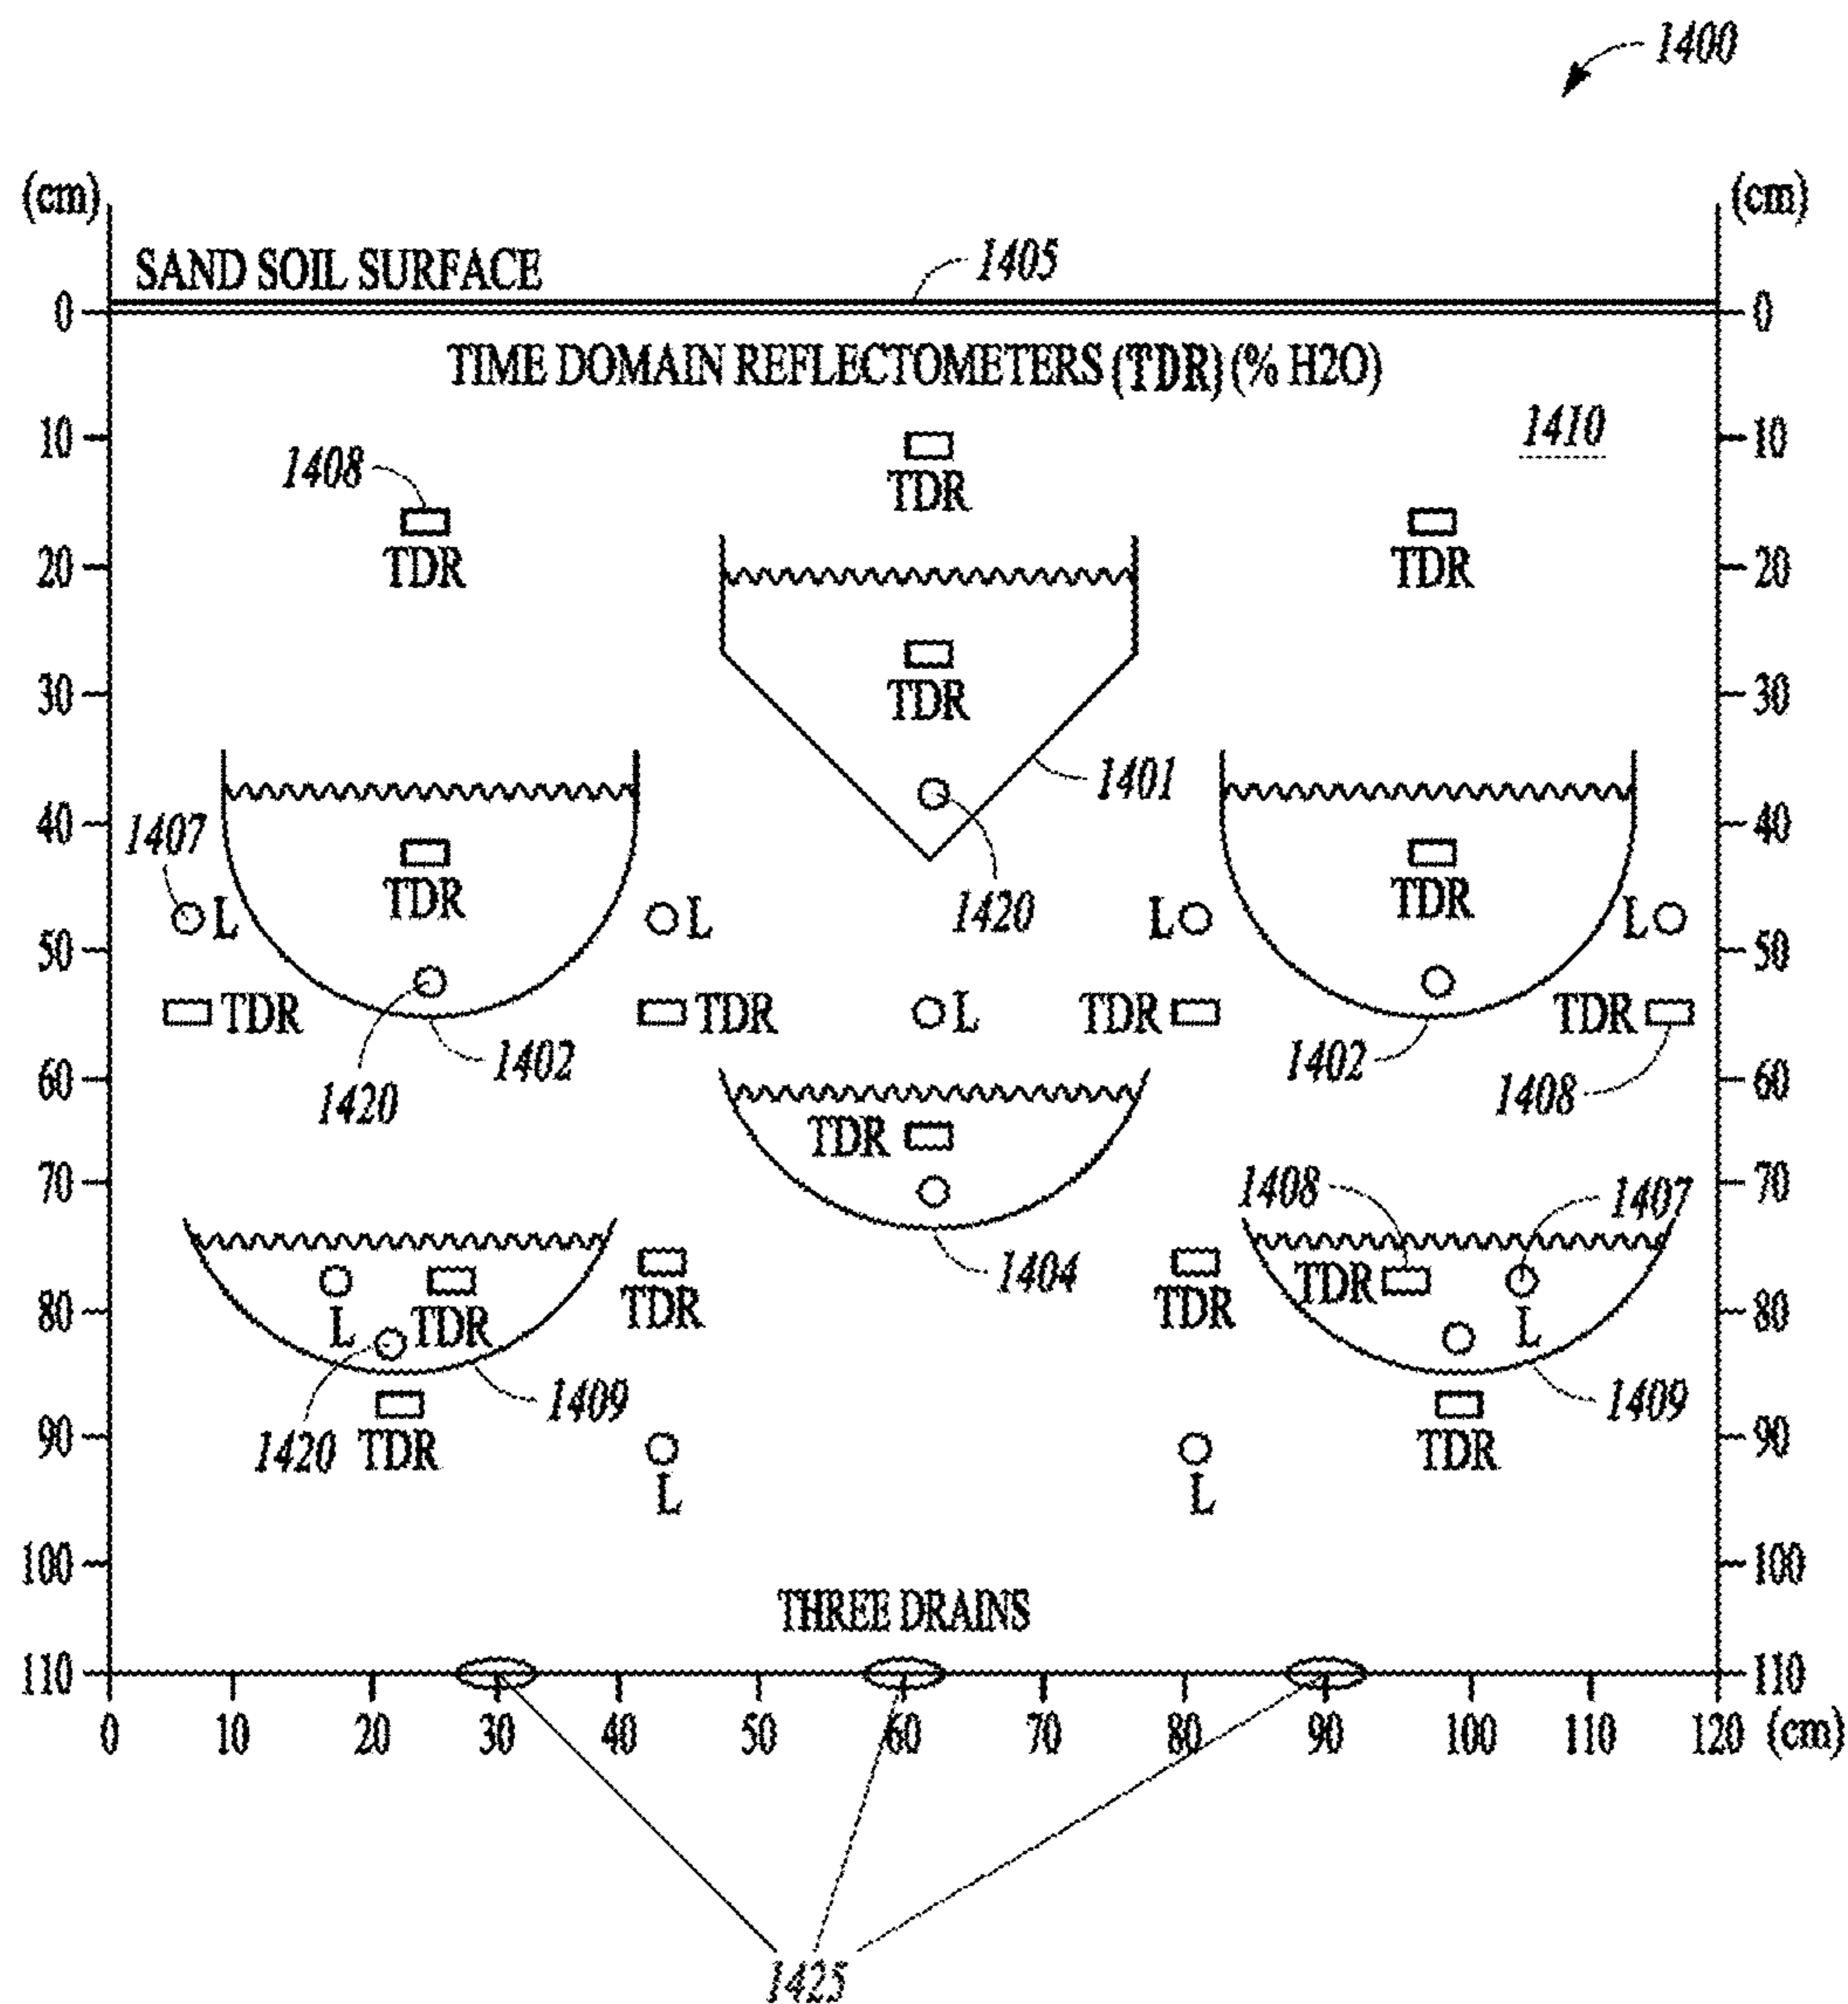 1400
(cm) (cm)
SAND SOIL SURFACE 1405
0 0
TIME DOMAIN REFLECTOMETERS (TDR) (% H2O)
10 1410 10
1408 TDR
20 TDR TDR 20
TDR
30 30
1401
40 1407 40
TDR TDR
L L 1420 L L
50 50
TDR TDR L TDR TDR
1402 1402
60 1420 1408 60
TDR
70 1408 1407 70
1404 TDR
L TDR TDR TDR L
80 80
1409 1409
90 1420 TDR TDR 90
L L
100 100
THREE DRAINS
110 110
0 10 20 30 40 50 60 70 80 90 100 110 120 (cm)
1425